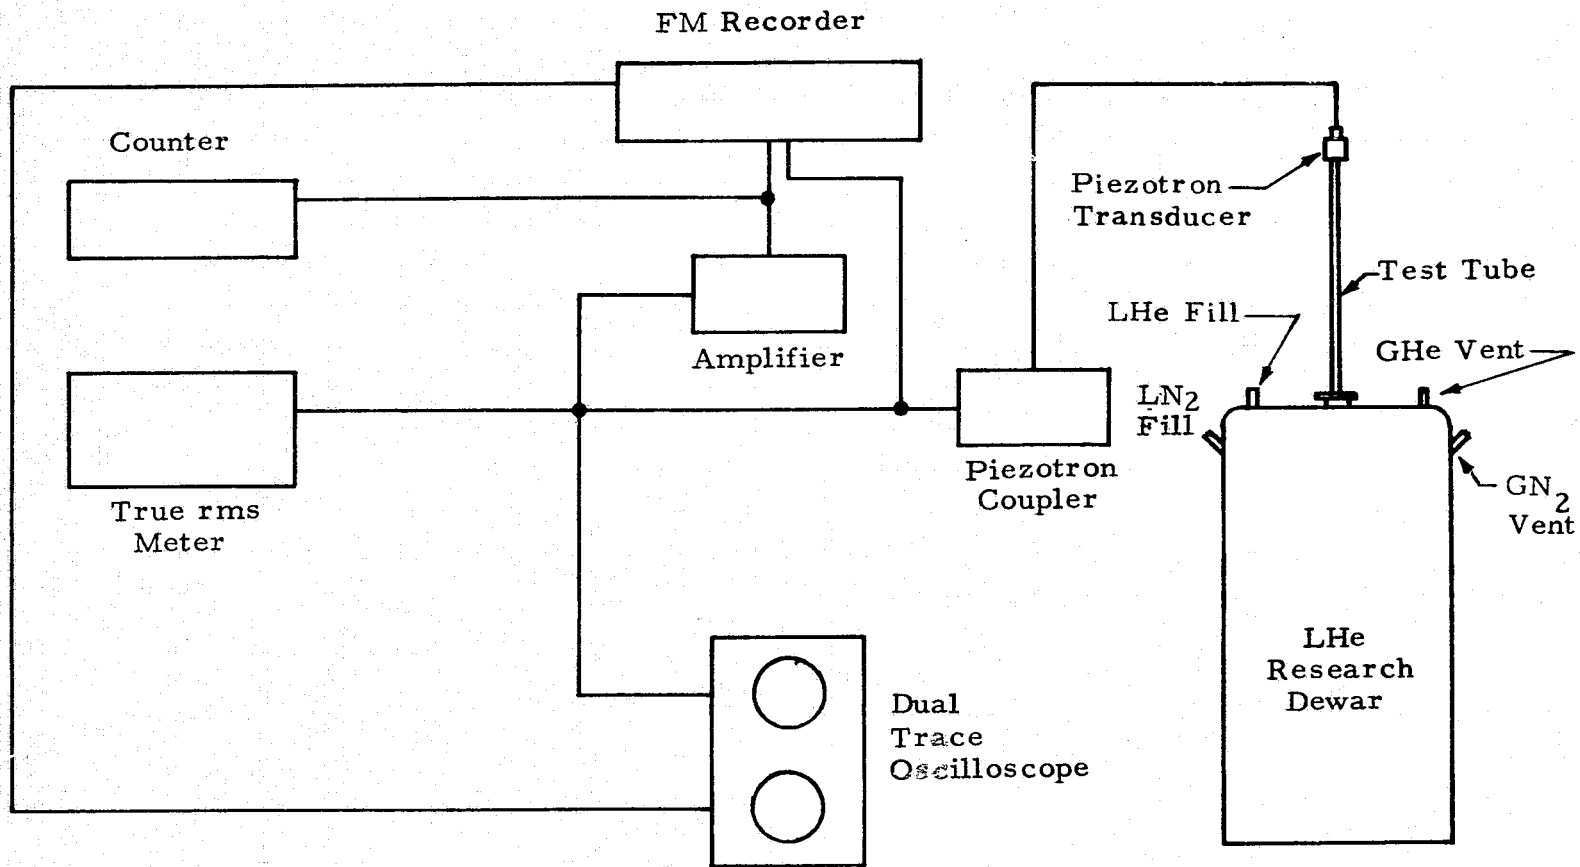 FM Recorder
Counter
Piezotron
Transducer
Test Tube
LHe Fill
GHe Vent
Amplifier
LN2
Fill
Piezotron
Coupler
GN2
Vent
True rms
Meter
LHe
Research
Dewar
Dual
Trace
Oscilloscope